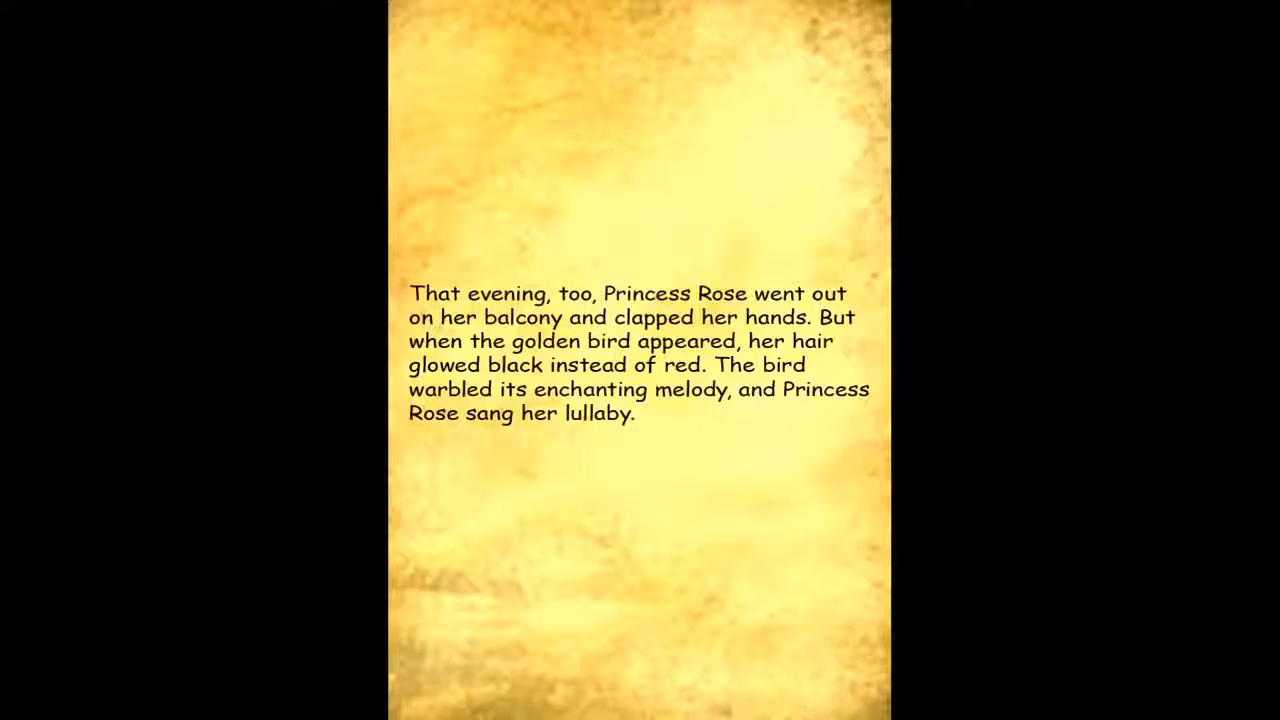 That evening, too, Princess Rose went out
on her balcony and clapped her hands. But
when the golden bird appeared, her hair
glowed black instead of red. The bird
warbled its enchanting melody, and Princess
Rose sang her lullaby.